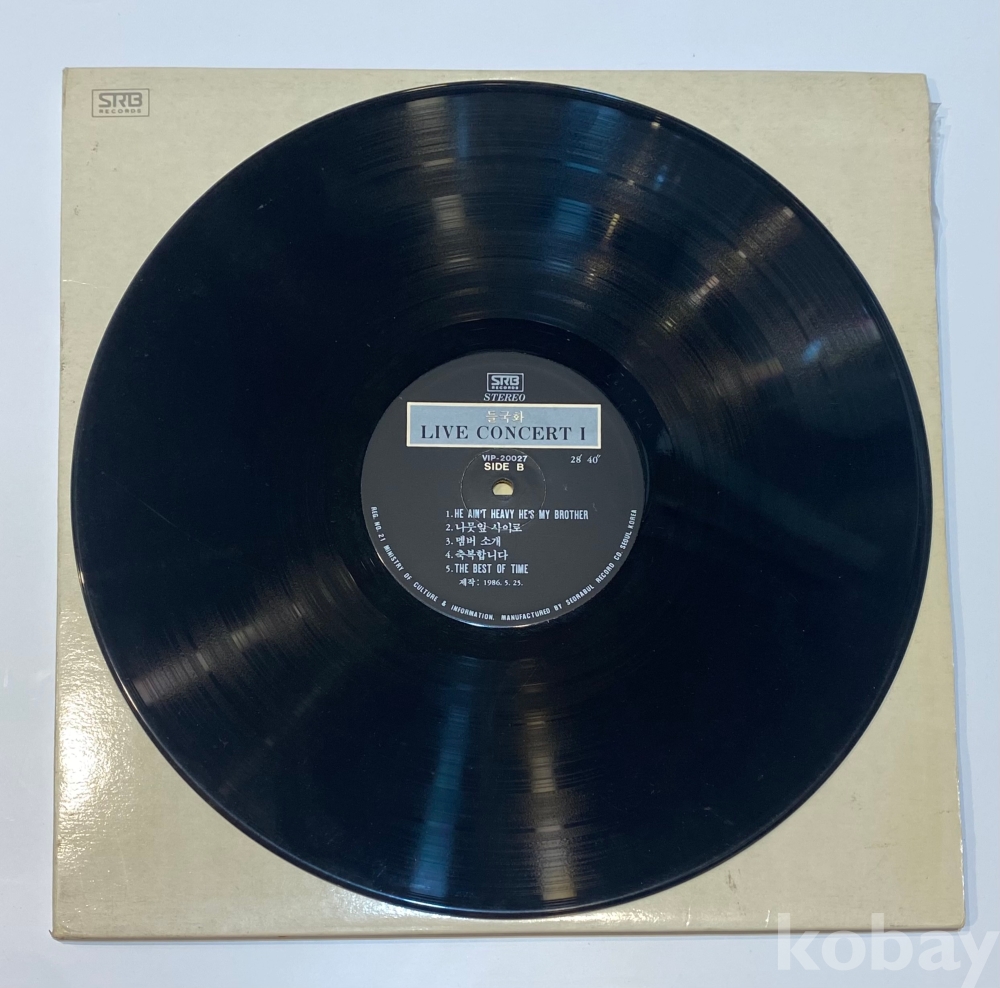 SRB
RECORDS
SRB
RECORDS
STEREO
들국화
LIVE CONCERT I
VIP-20027
SIDE B
28′ 40″
1. HE AIN'T HEAVY HE'S MY BROTHER
2. 나뭇잎 사이로
3. 멤버 소개
4. 축복합니다
5. THE BEST OF TIME
제작: 1986. 5. 25.
REG. NO. 21 MINISTRY OF CULTURE & INFORMATION. MANUFACTURED BY SEORABUL RECORD CO. SEOUL KOREA
kobay